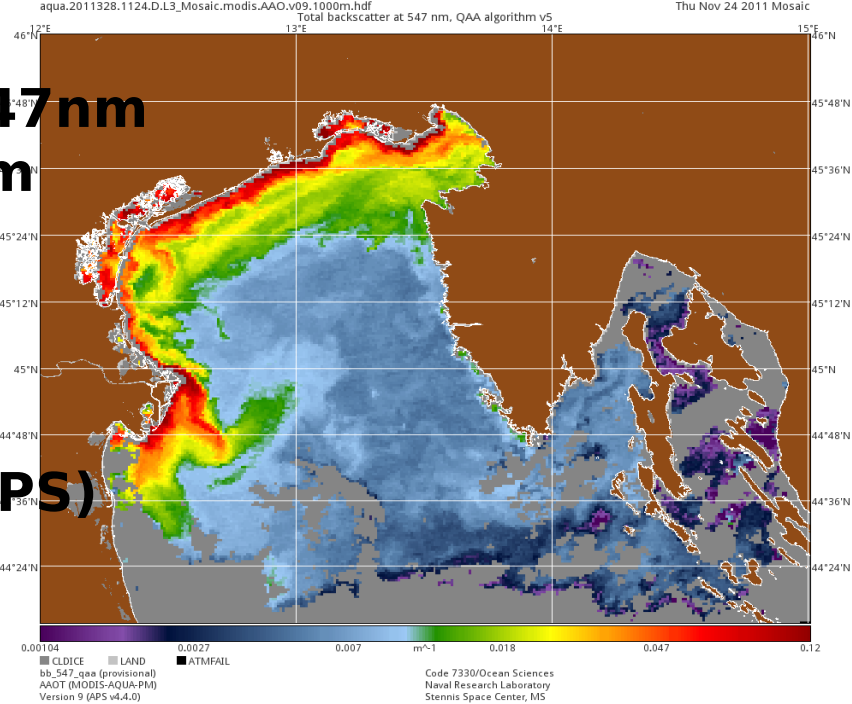 aqua.2011328.1124.D.L3_Mosaic.modis.AAO.v09.1000m.hdf Thu Nov 24 2011 Mosaic
Total backscatter at 547 nm, QAA algorithm v5
12°E 13°E 14°E 15°E
46°N 46°N
45°48'N 45°48'N
47nm
m
45°36'N 45°36'N
45°24'N 45°24'N
45°12'N 45°12'N
45°N 45°N
44°48'N 44°48'N
PS)
44°36'N 44°36'N
44°24'N 44°24'N
0.00104 0.0027 0.007 m^-1 0.018 0.047 0.12
CLDICE LAND ATMFAIL
bb_547_qaa (provisional) Code 7330/Ocean Sciences
AAOT (MODIS-AQUA-PM) Naval Research Laboratory
Version 9 (APS v4.4.0) Stennis Space Center, MS